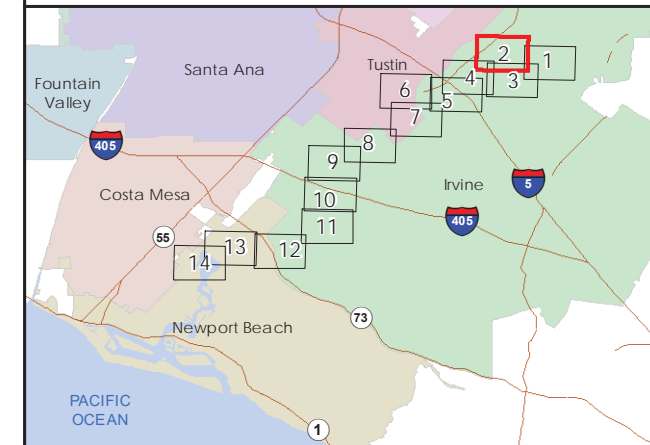 2
1
Santa Ana
Tustin
4
3
Fountain
Valley
6
5
7
405
8
9
Irvine
5
Costa Mesa
10
405
11
55
13
12
14
73
Newport Beach
PACIFIC
OCEAN
1